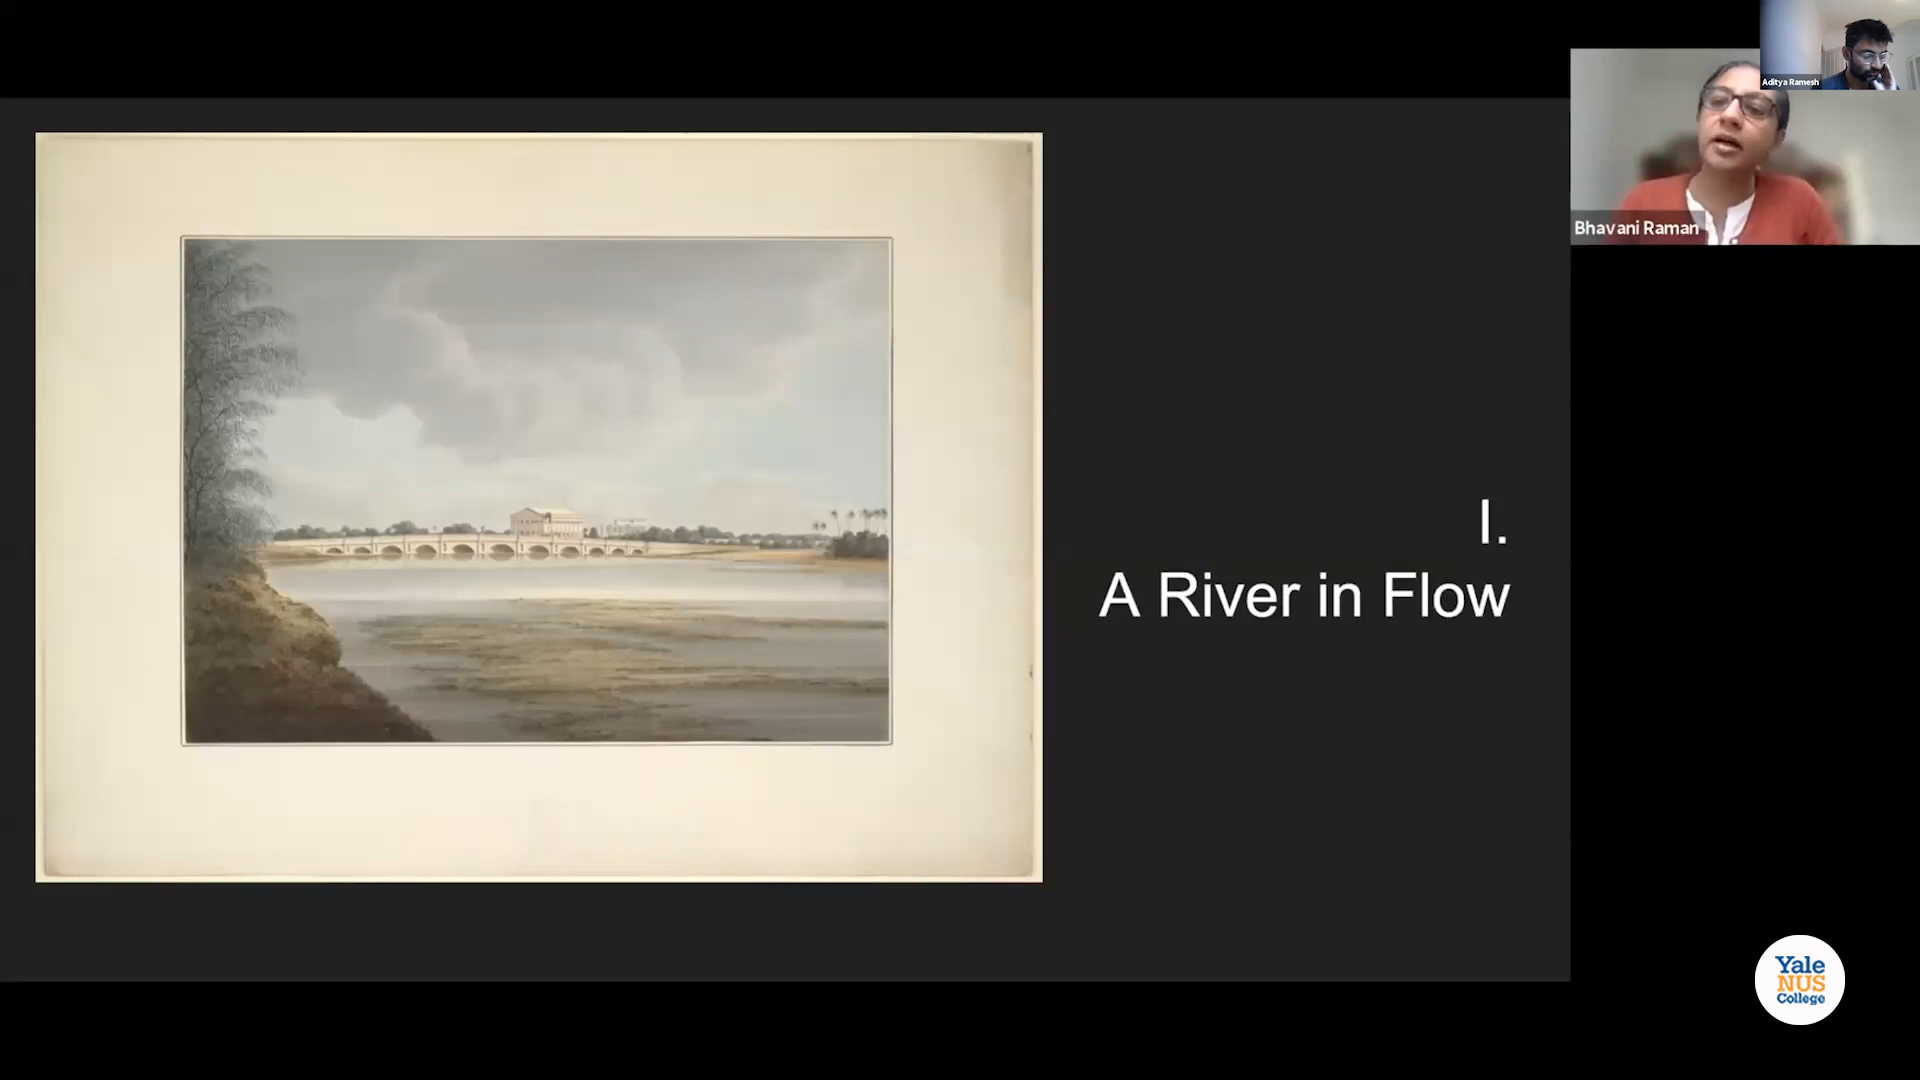 Aditya Ramesh
Bhavani Raman
I.
A River in Flow
Yale
NUS
College